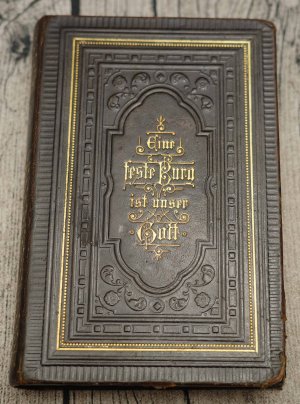 Eine
feste Burg
ist unser
Gott